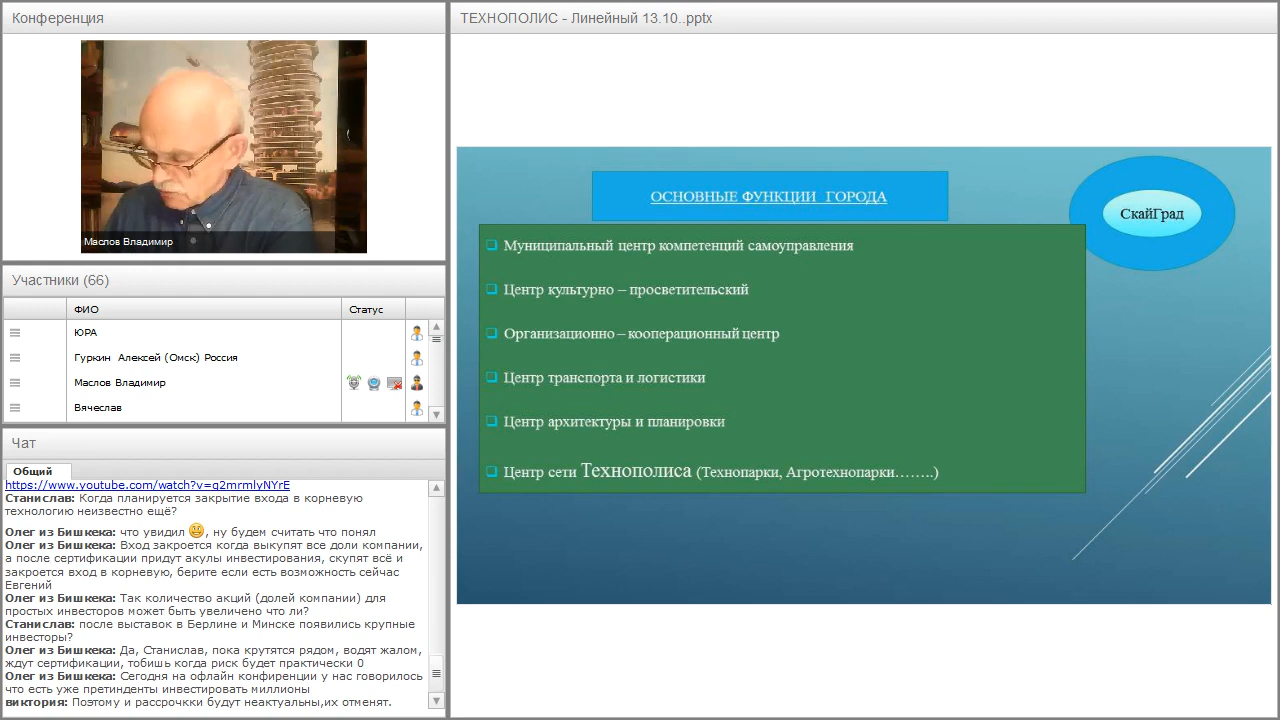 Конференция
Маслов Владимир
Участники (66)
ФИО Статус
ЮРА
Гуркин Алексей (Омск) Россия
Маслов Владимир
Вячеслав
Чат
Общий
https://www.youtube.com/watch?v=q2mrmlyNYrE
Станислав: Когда планируется закрытие входа в корневую
технологию неизвестно ещё?
Олег из Бишкека: что увидил , ну будем считать что понял
Олег из Бишкека: Вход закроется когда выкупят все доли компании,
а после сертификации придут акулы инвестирования, скупят всё и
закроется вход в корневую, берите если есть возможность сейчас
Евгений
Олег из Бишкека: Так количество акций (долей компании) для
простых инвесторов может быть увеличено что ли?
Станислав: после выставок в Берлине и Минске появились крупные
инвесторы?
Олег из Бишкека: Да, Станислав, пока крутятся рядом, водят жалом,
ждут сертификации, тобишь когда риск будет практически 0
Олег из Бишкека: Сегодня на офлайн конфиренции у нас говорилось
что есть уже претинденты инвестировать миллионы
виктория: Поэтому и рассрчкки будут неактуальны,их отменят.
ТЕХНОПОЛИС - Линейный 13.10..pptx
ОСНОВНЫЕ ФУНКЦИИ ГОРОДА
СкайГрад
Муниципальный центр компетенций самоуправления
Центр культурно – просветительский
Организационно – кооперационный центр
Центр транспорта и логистики
Центр архитектуры и планировки
Центр сети Технополиса (Технопарки, Агротехнопарки……..)